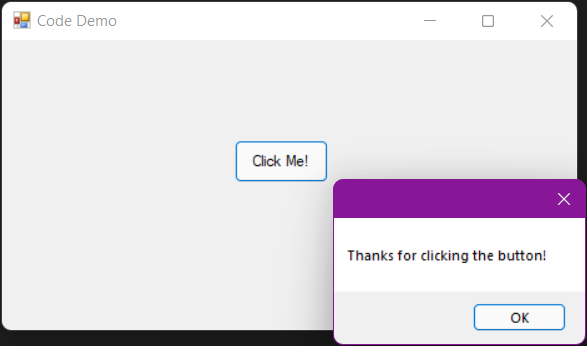 Code Demo
Click Me!
Thanks for clicking the button!
OK